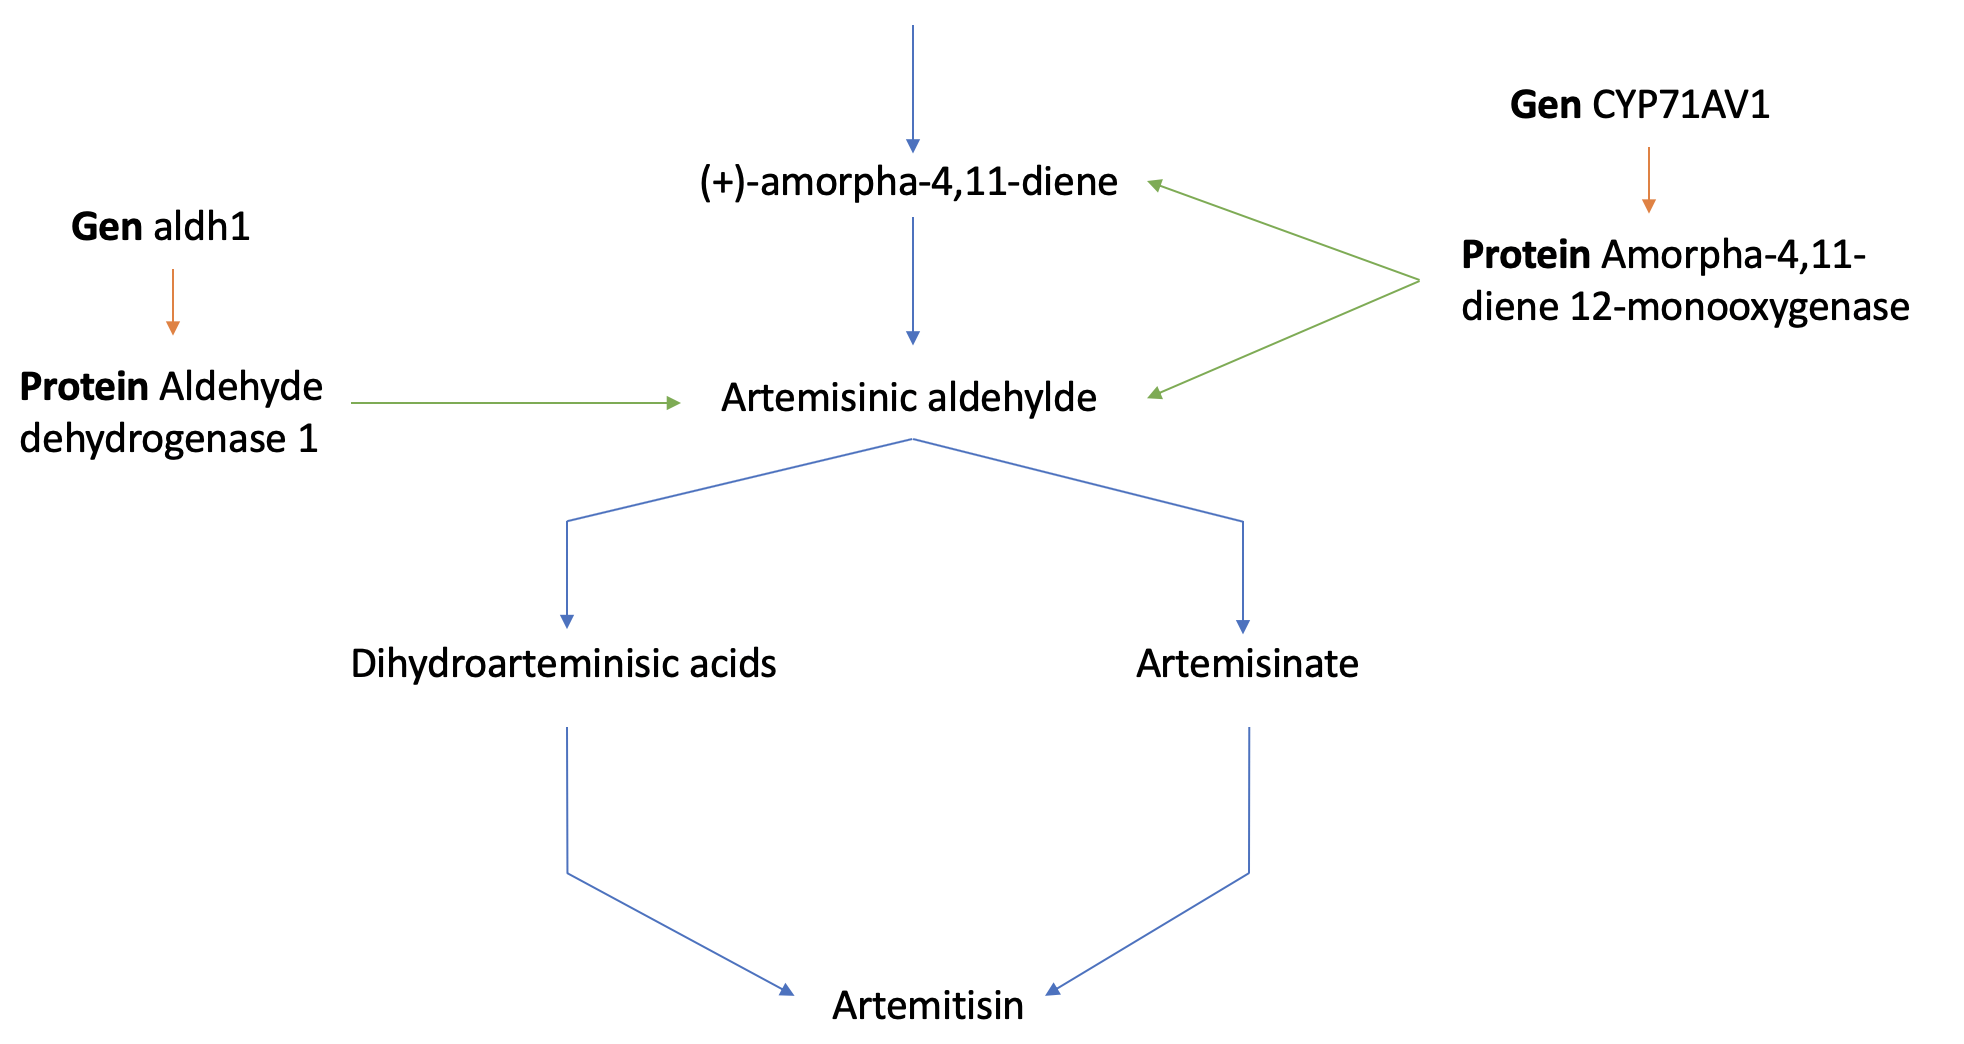 Gen CYP71AV1
(+)-amorpha-4,11-diene
Gen aldh1
Protein Amorpha-4,11-
diene 12-monooxygenase
Protein Aldehyde
dehydrogenase 1
Artemisinic aldehylde
Dihydroarteminisic acids
Artemisinate
Artemitisin